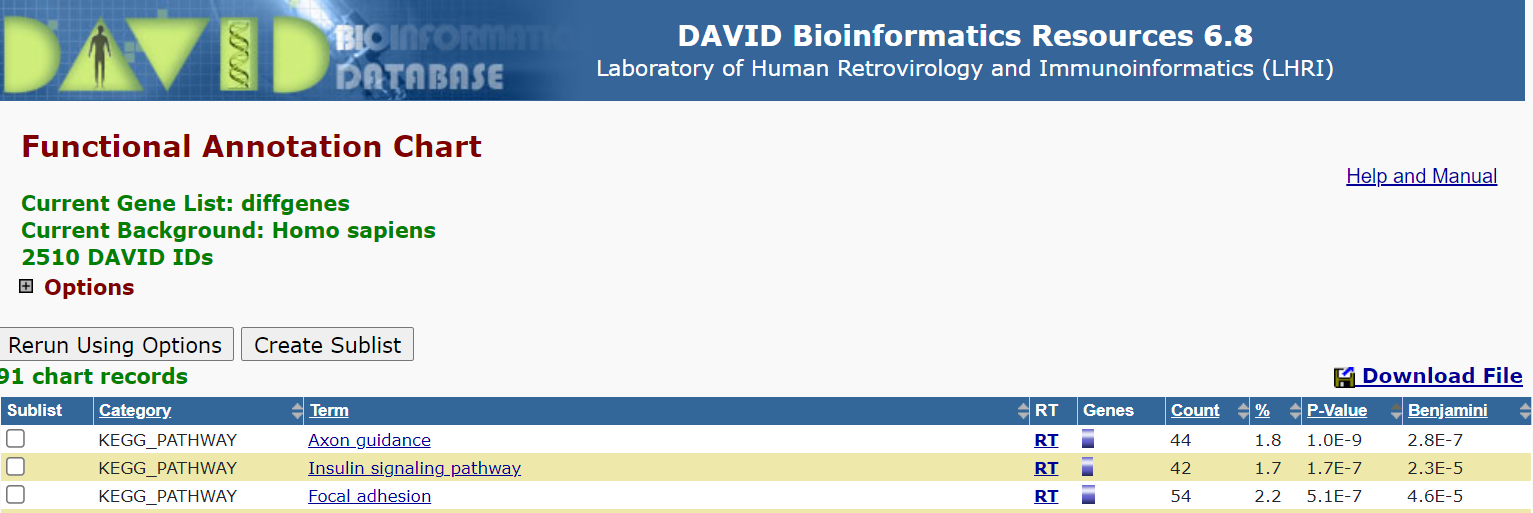 DAVID BIOINFORMATICS DATABASE
DAVID Bioinformatics Resources 6.8
Laboratory of Human Retrovirology and Immunoinformatics (LHRI)
Functional Annotation Chart
Help and Manual
Current Gene List: diffgenes
Current Background: Homo sapiens
2510 DAVID IDs
Options
Rerun Using Options Create Sublist
91 chart records Download File
Sublist Category Term RT Genes Count % P-Value Benjamini
KEGG_PATHWAY Axon guidance RT 44 1.8 1.0E-9 2.8E-7
KEGG_PATHWAY Insulin signaling pathway RT 42 1.7 1.7E-7 2.3E-5
KEGG_PATHWAY Focal adhesion RT 54 2.2 5.1E-7 4.6E-5